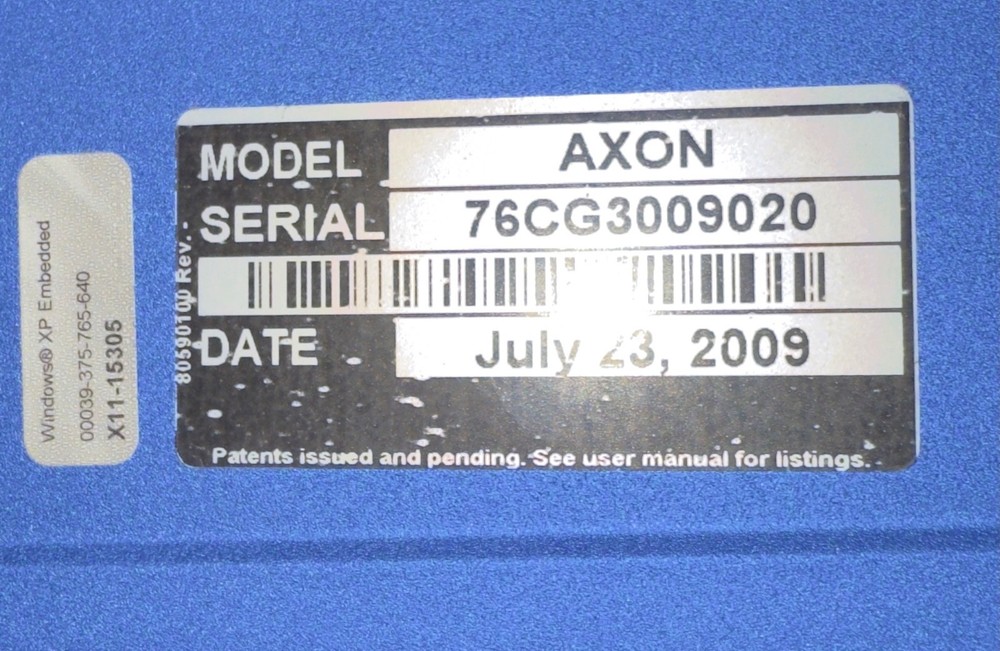 Windows® XP Embedded
00039-375-765-640
X11-15305
80590100 Rev. -
MODEL AXON
SERIAL 76CG3009020
DATE July 23, 2009
Patents issued and pending. See user manual for listings.